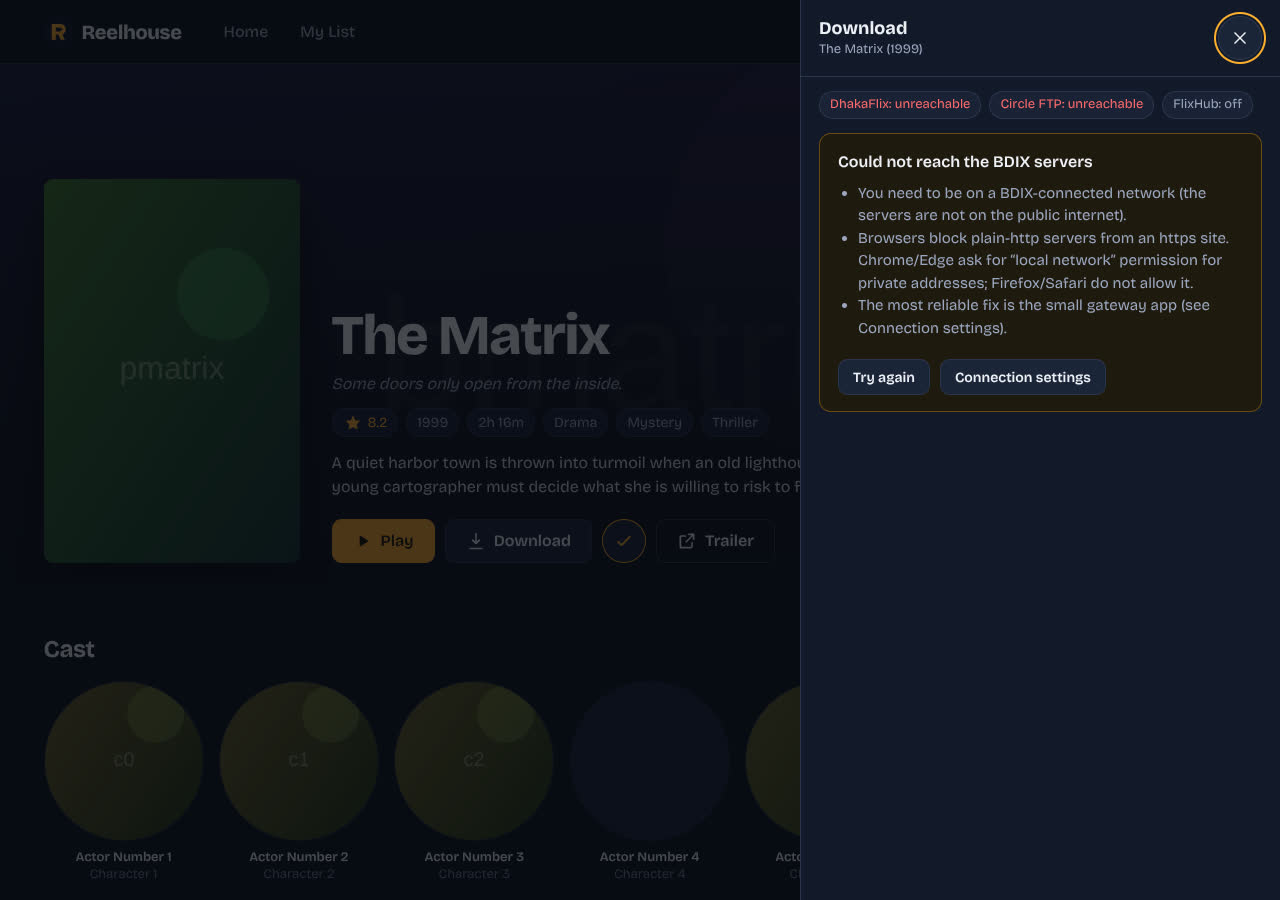 R Reelhouse Home My List
Download
The Matrix (1999)
DhakaFlix: unreachable Circle FTP: unreachable FlixHub: off
Could not reach the BDIX servers
• You need to be on a BDIX-connected network (the
servers are not on the public internet).
• Browsers block plain-http servers from an https site.
Chrome/Edge ask for “local network” permission for
private addresses; Firefox/Safari do not allow it.
• The most reliable fix is the small gateway app (see
Connection settings).
Try again Connection settings
pmatrix
The Matrix
Some doors only open from the inside.
8.2 1999 2h 16m Drama Mystery Thriller
A quiet harbor town is thrown into turmoil when an old
young cartographer must decide what she is willing to risk to
Play Download Trailer
Cast
c0 c1 c2
Actor Number 1 Actor Number 2 Actor Number 3 Actor Number 4
Character 1 Character 2 Character 3 Character 4